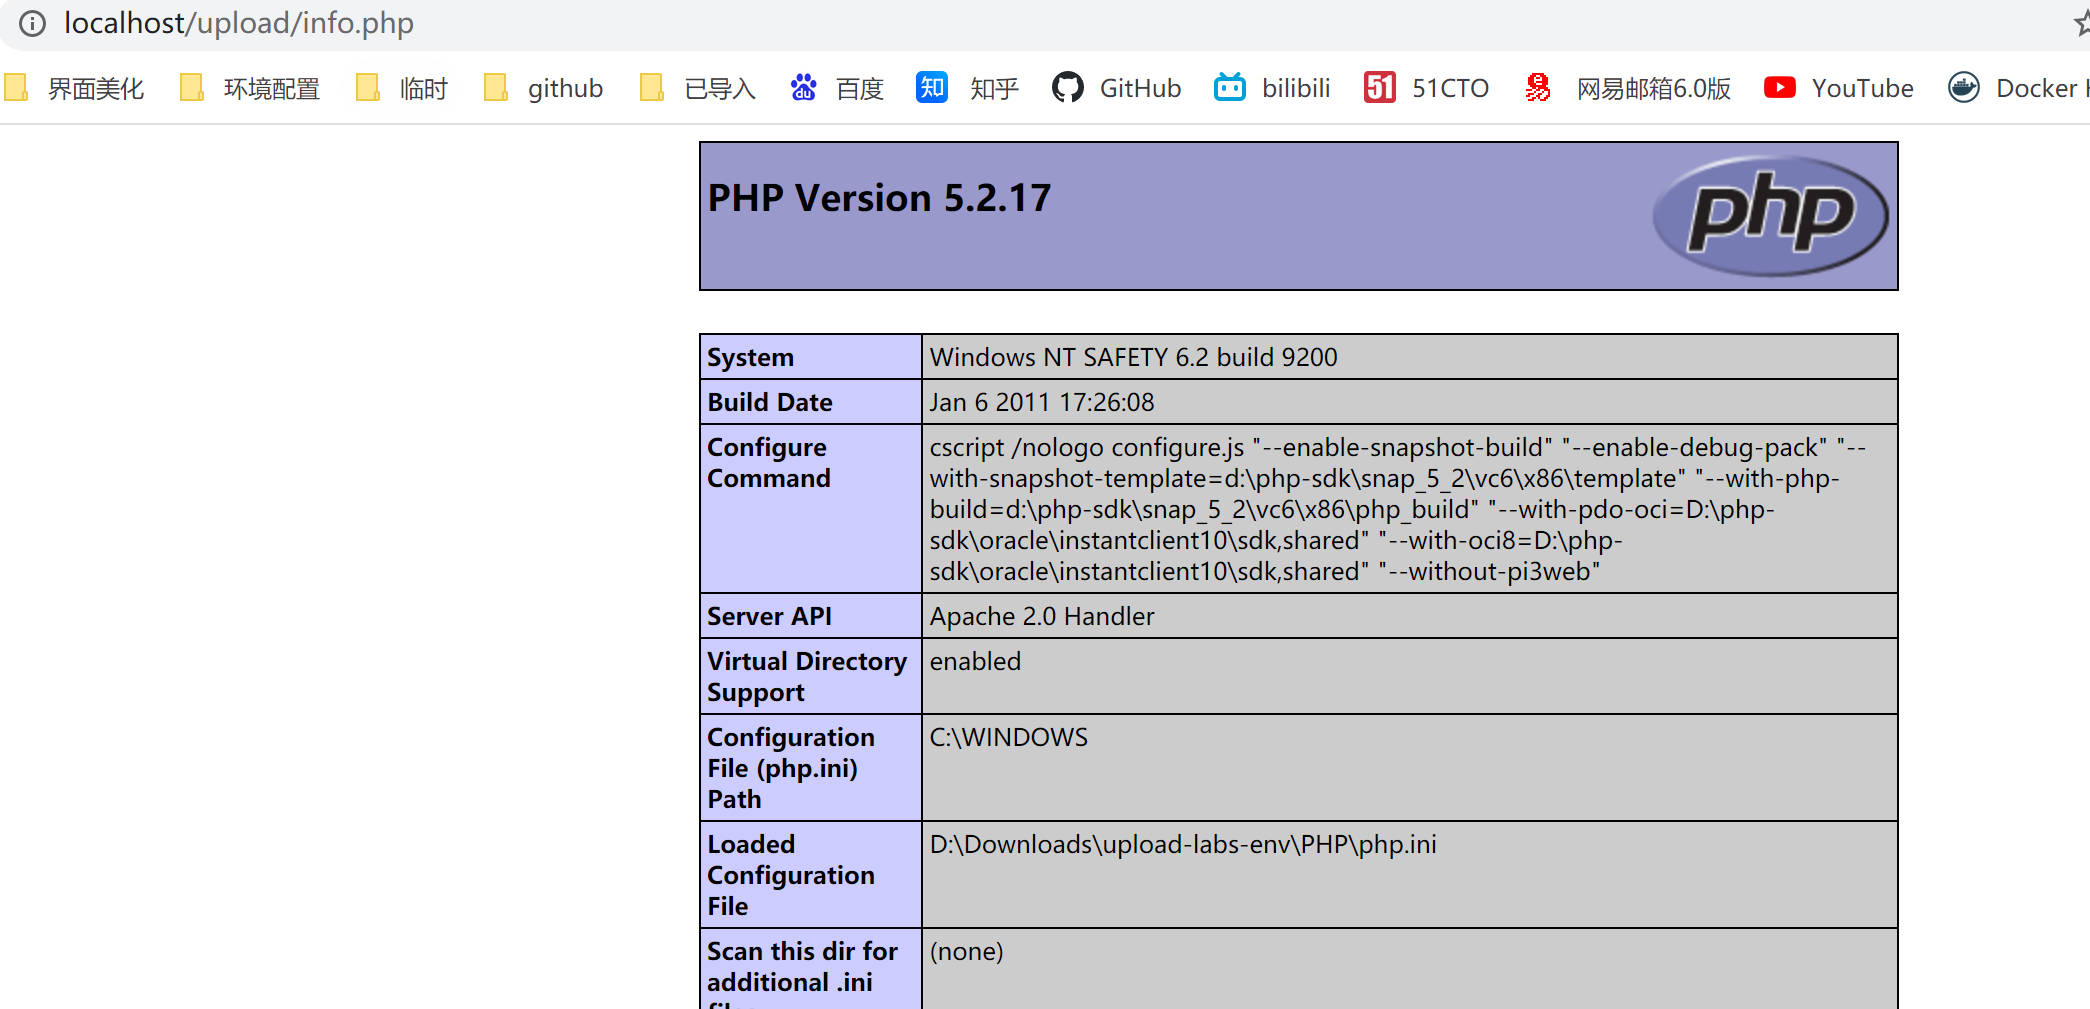 localhost/upload/info.php
界面美化 环境配置 临时 github 已导入 百度 知 知乎 GitHub bilibili 51 51CTO 网易邮箱6.0版 YouTube Docker
PHP Version 5.2.17
php
System Windows NT SAFETY 6.2 build 9200
Build Date Jan 6 2011 17:26:08
Configure Command cscript /nologo configure.js "--enable-snapshot-build" "--enable-debug-pack" "--
with-snapshot-template=d:\php-sdk\snap_5_2\vc6\x86\template" "--with-php-
build=d:\php-sdk\snap_5_2\vc6\x86\php_build" "--with-pdo-oci=D:\php-
sdk\oracle\instantclient10\sdk,shared" "--with-oci8=D:\php-
sdk\oracle\instantclient10\sdk,shared" "--without-pi3web"
Server API Apache 2.0 Handler
Virtual Directory Support enabled
Configuration File (php.ini) Path C:\WINDOWS
Loaded Configuration File D:\Downloads\upload-labs-env\PHP\php.ini
Scan this dir for additional .ini (none)